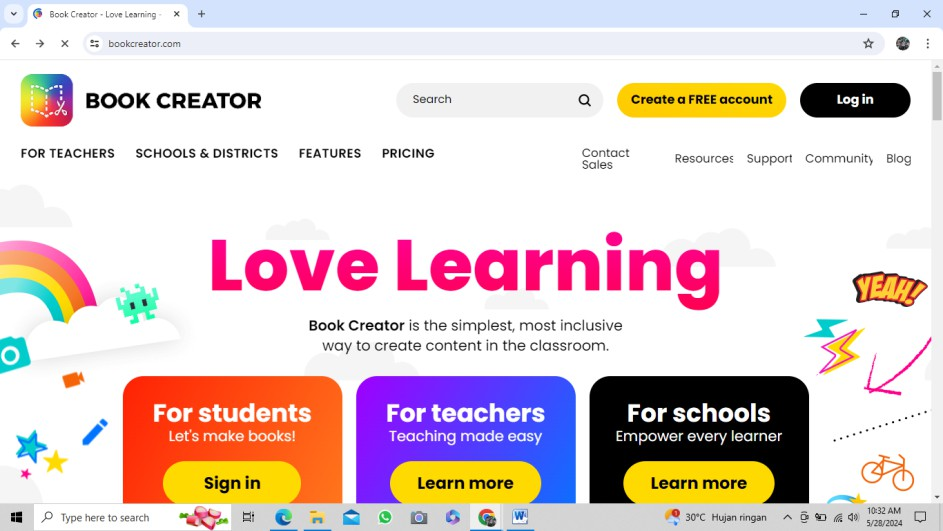 Book Creator - Love Learning -
bookcreator.com
BOOK CREATOR
Search
Create a FREE account
Log in
FOR TEACHERS
SCHOOLS & DISTRICTS
FEATURES
PRICING
Contact
Sales
Resources
Support
Community
Blog
Love Learning
YEAH!
Book Creator is the simplest, most inclusive
way to create content in the classroom.
For students
Let's make books!
Sign in
For teachers
Teaching made easy
Learn more
For schools
Empower every learner
Learn more
Type here to search
30°C Hujan ringan
10:32 AM
5/28/2024